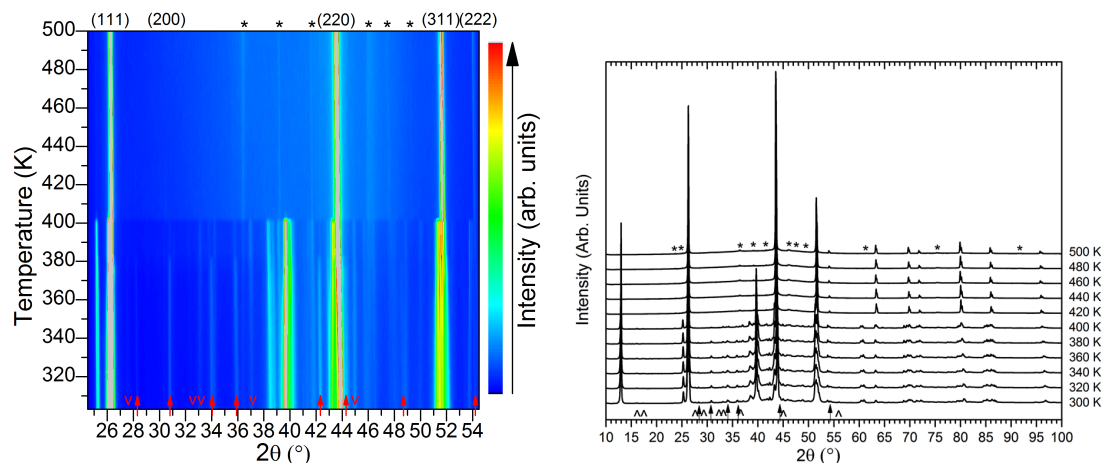 (111) (200) * * * (220) * * * (311) (222)
500
480
460
440
420
400
380
360
340
320
Temperature (K)
v v v v v
26 28 30 32 34 36 38 40 42 44 46 48 50 52 54
2θ (°)
Intensity (arb. units)
Intensity (Arb. Units)
* * * * * * * * * * *
500 K
480 K
460 K
440 K
420 K
400 K
380 K
360 K
340 K
320 K
300 K
10 15 20 25 30 35 40 45 50 55 60 65 70 75 80 85 90 95 100
2θ (°)